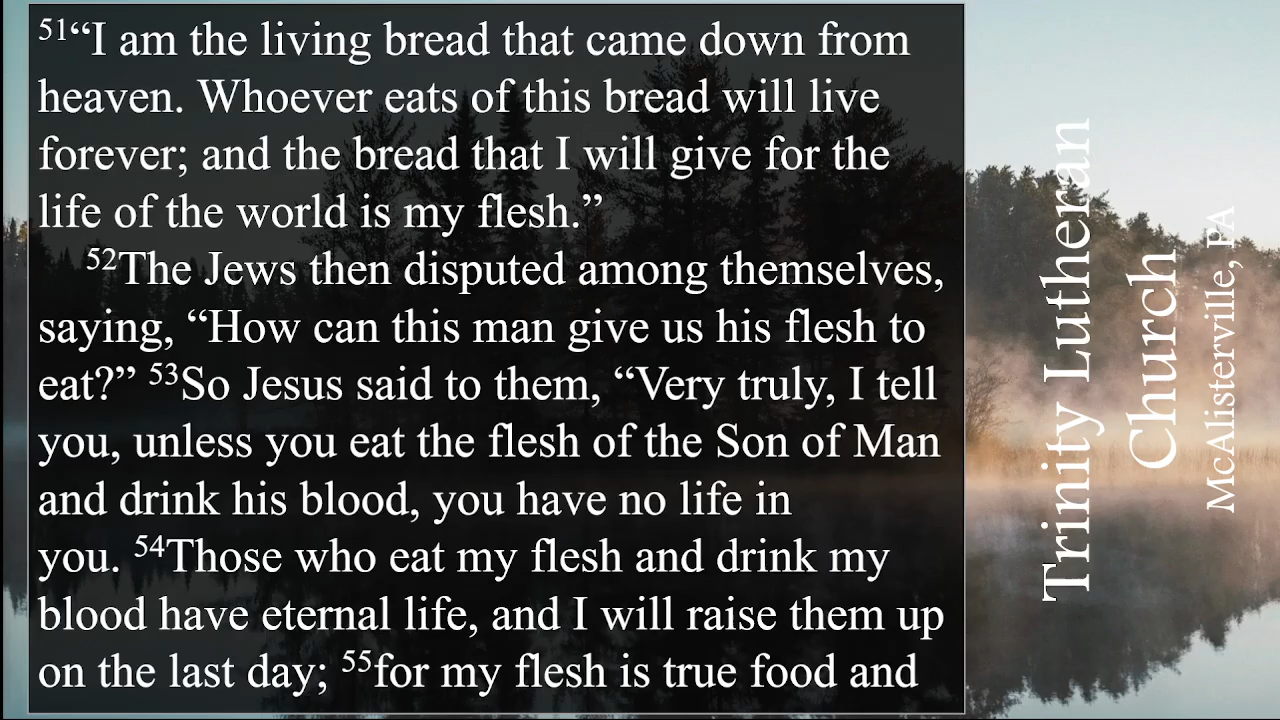 51“I am the living bread that came down from
heaven. Whoever eats of this bread will live
forever; and the bread that I will give for the
life of the world is my flesh.”
52The Jews then disputed among themselves,
saying, “How can this man give us his flesh to
eat?” 53So Jesus said to them, “Very truly, I tell
you, unless you eat the flesh of the Son of Man
and drink his blood, you have no life in
you. 54Those who eat my flesh and drink my
blood have eternal life, and I will raise them up
on the last day; 55for my flesh is true food and
Trinity Lutheran
Church
McAlisterville, PA